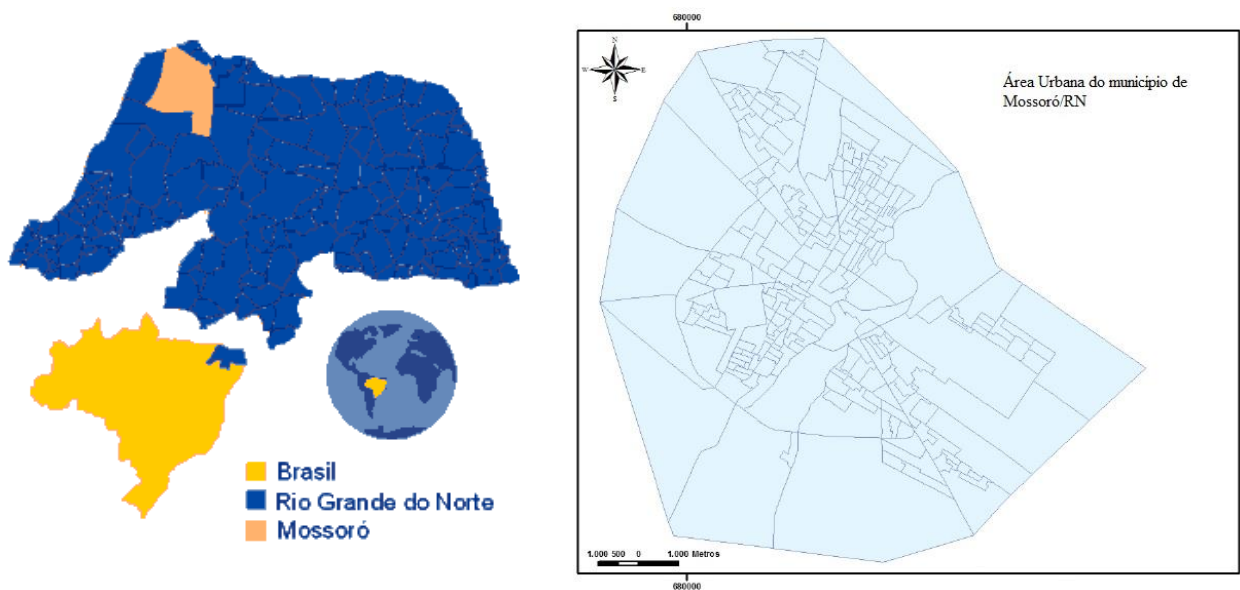 Brasil
Rio Grande do Norte
Mossoró
680000
N
W
E
S
Área Urbana do município de
Mossoró/RN
1.000 500 0 1.000 Metros
680000